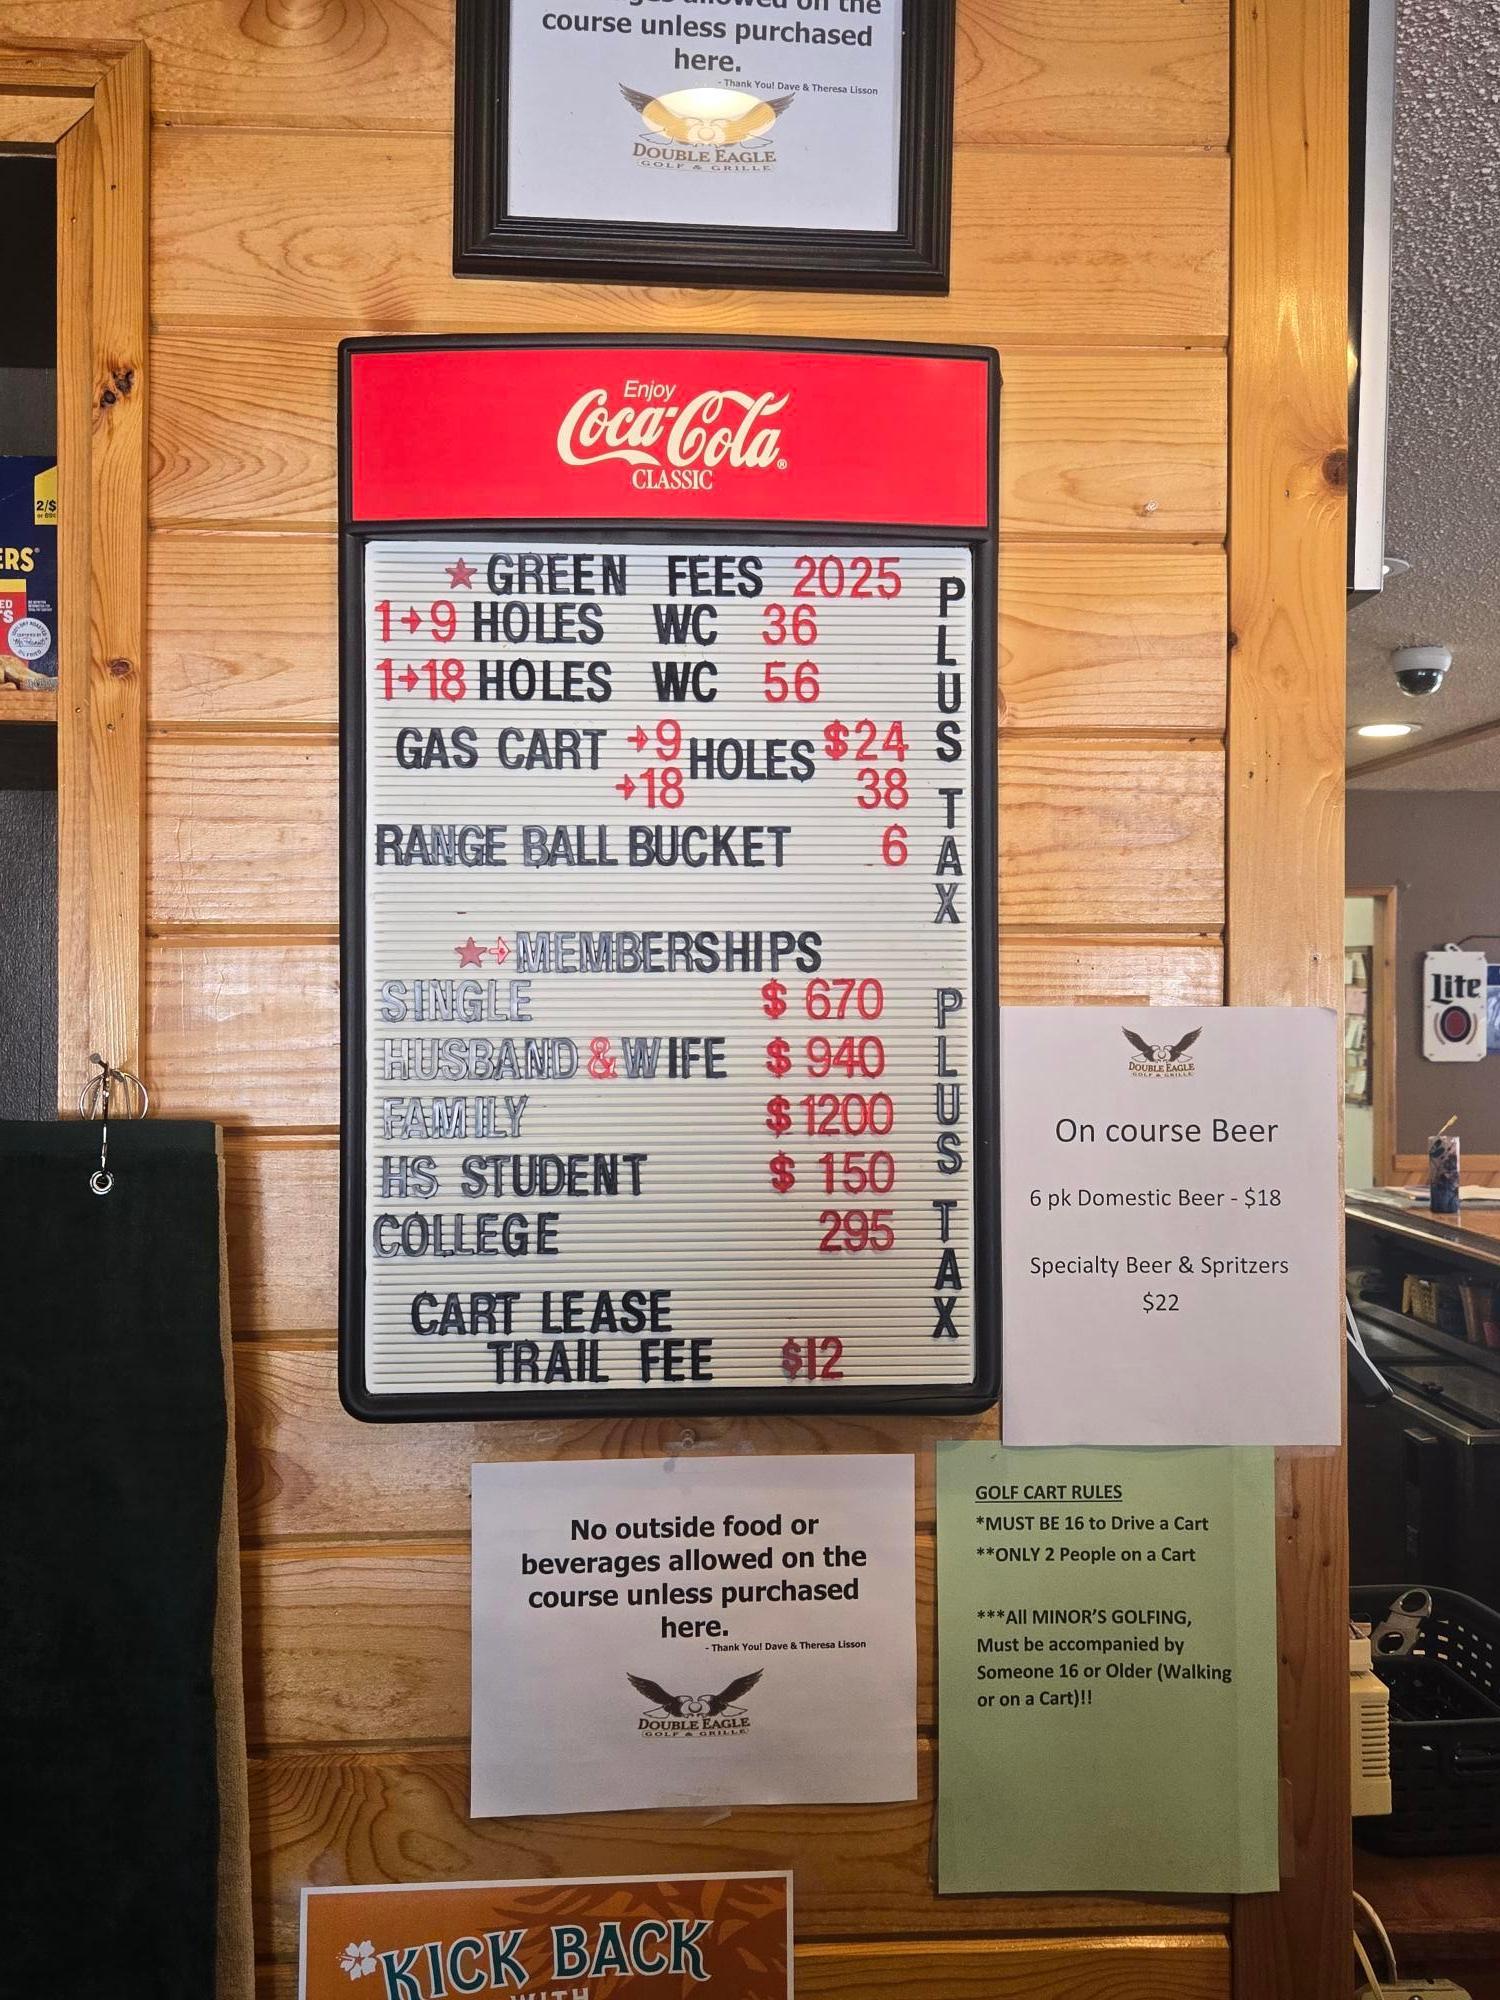 course unless purchased
here.
- Thank You! Dave & Theresa Lisson
DOUBLE EAGLE
GOLF & GRILLE
Enjoy
Coca-Cola®
CLASSIC
★GREEN FEES 2025
1→9 HOLES WC 36
1→18 HOLES WC 56
GAS CART →9 HOLES $24
→18 38
RANGE BALL BUCKET 6
PLUS TAX
★→MEMBERSHIPS
SINGLE $ 670
HUSBAND & WIFE $ 940
FAMILY $ 1200
HS STUDENT $ 150
COLLEGE 295
CART LEASE
TRAIL FEE $12
PLUS TAX
2/$
ERS
Lite
DOUBLE EAGLE
GOLF & GRILLE
On course Beer
6 pk Domestic Beer - $18
Specialty Beer & Spritzers
$22
No outside food or
beverages allowed on the
course unless purchased
here.
- Thank You! Dave & Theresa Lisson
DOUBLE EAGLE
GOLF & GRILLE
GOLF CART RULES
*MUST BE 16 to Drive a Cart
**ONLY 2 People on a Cart
***All MINOR'S GOLFING,
Must be accompanied by
Someone 16 or Older (Walking
or on a Cart)!!
KICK BACK
WITH